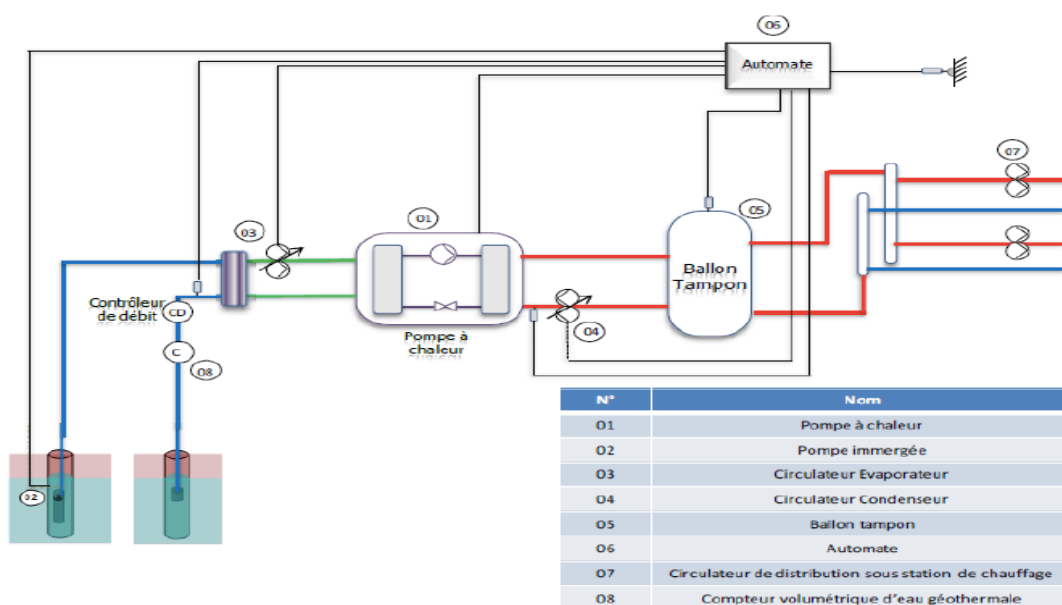 06
Automate
07
01
05
03
Ballon
Tampon
Contrôleur
de débit
CD
04
Pompe à
chaleur
C
08
02
N° Nom
01 Pompe à chaleur
02 Pompe immergée
03 Circulateur Evaporateur
04 Circulateur Condenseur
05 Ballon tampon
06 Automate
07 Circulateur de distribution sous station de chauffage
08 Compteur volumétrique d'eau géothermale